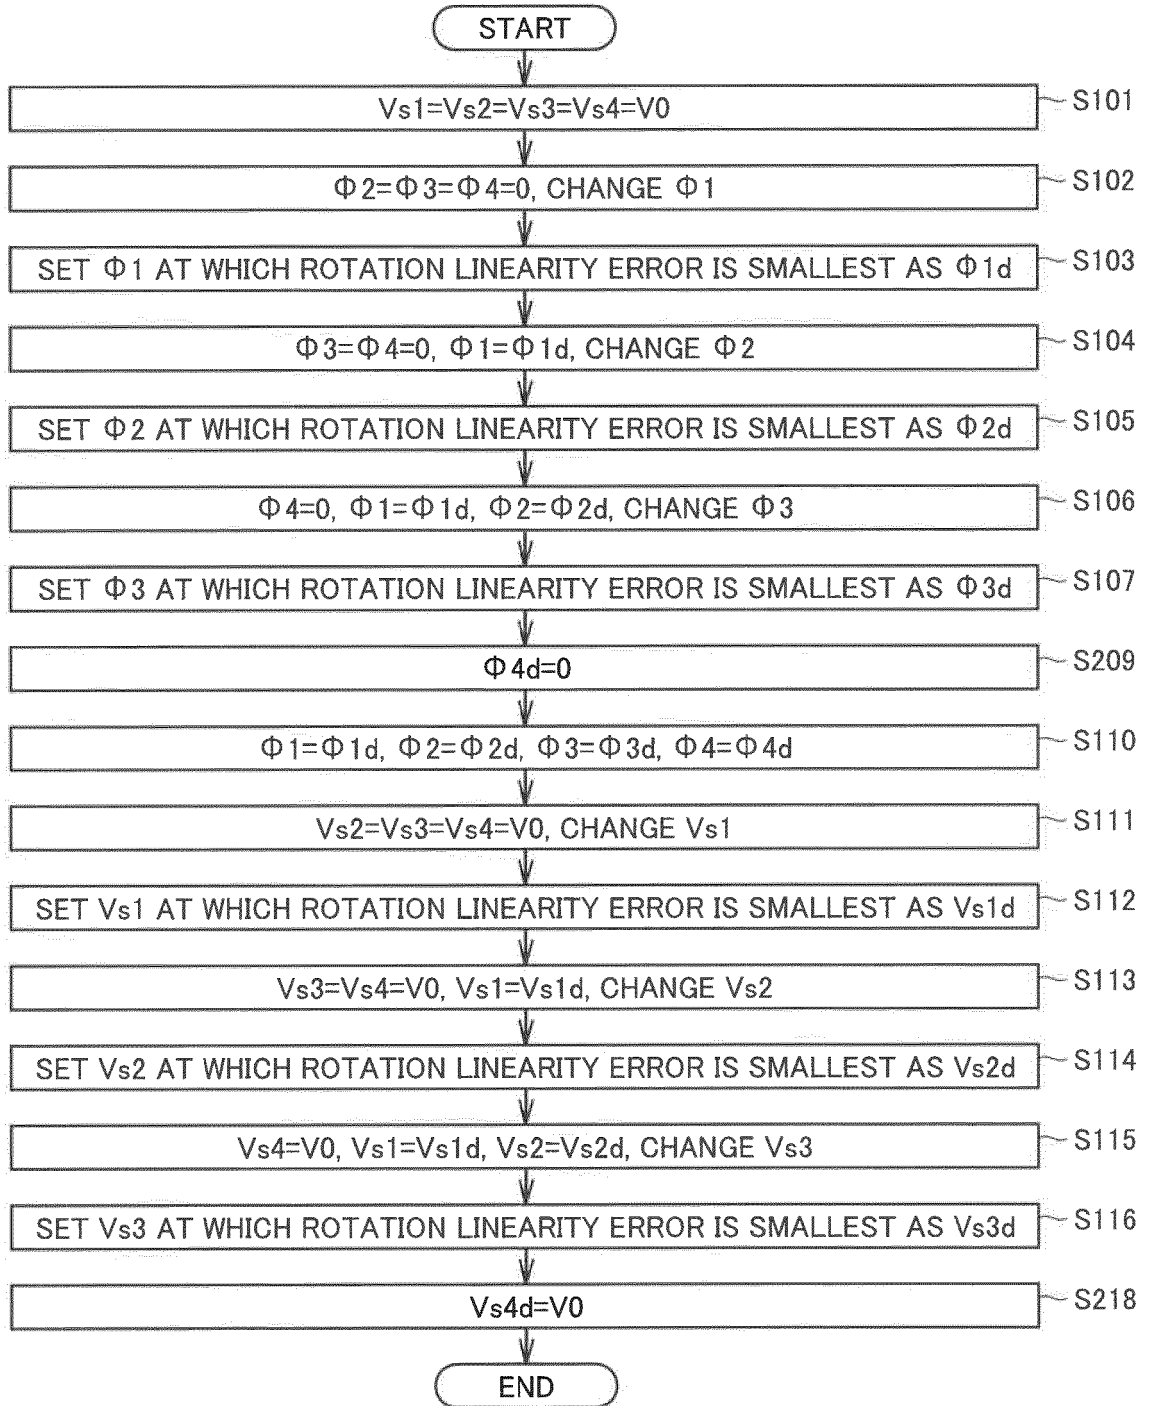 START
Vs1=Vs2=Vs3=Vs4=V0
S101
Φ2=Φ3=Φ4=0, CHANGE Φ1
S102
SET Φ1 AT WHICH ROTATION LINEARITY ERROR IS SMALLEST AS Φ1d
S103
Φ3=Φ4=0, Φ1=Φ1d, CHANGE Φ2
S104
SET Φ2 AT WHICH ROTATION LINEARITY ERROR IS SMALLEST AS Φ2d
S105
Φ4=0, Φ1=Φ1d, Φ2=Φ2d, CHANGE Φ3
S106
SET Φ3 AT WHICH ROTATION LINEARITY ERROR IS SMALLEST AS Φ3d
S107
Φ4d=0
S209
Φ1=Φ1d, Φ2=Φ2d, Φ3=Φ3d, Φ4=Φ4d
S110
Vs2=Vs3=Vs4=V0, CHANGE Vs1
S111
SET Vs1 AT WHICH ROTATION LINEARITY ERROR IS SMALLEST AS Vs1d
S112
Vs3=Vs4=V0, Vs1=Vs1d, CHANGE Vs2
S113
SET Vs2 AT WHICH ROTATION LINEARITY ERROR IS SMALLEST AS Vs2d
S114
Vs4=V0, Vs1=Vs1d, Vs2=Vs2d, CHANGE Vs3
S115
SET Vs3 AT WHICH ROTATION LINEARITY ERROR IS SMALLEST AS Vs3d
S116
Vs4d=V0
S218
END